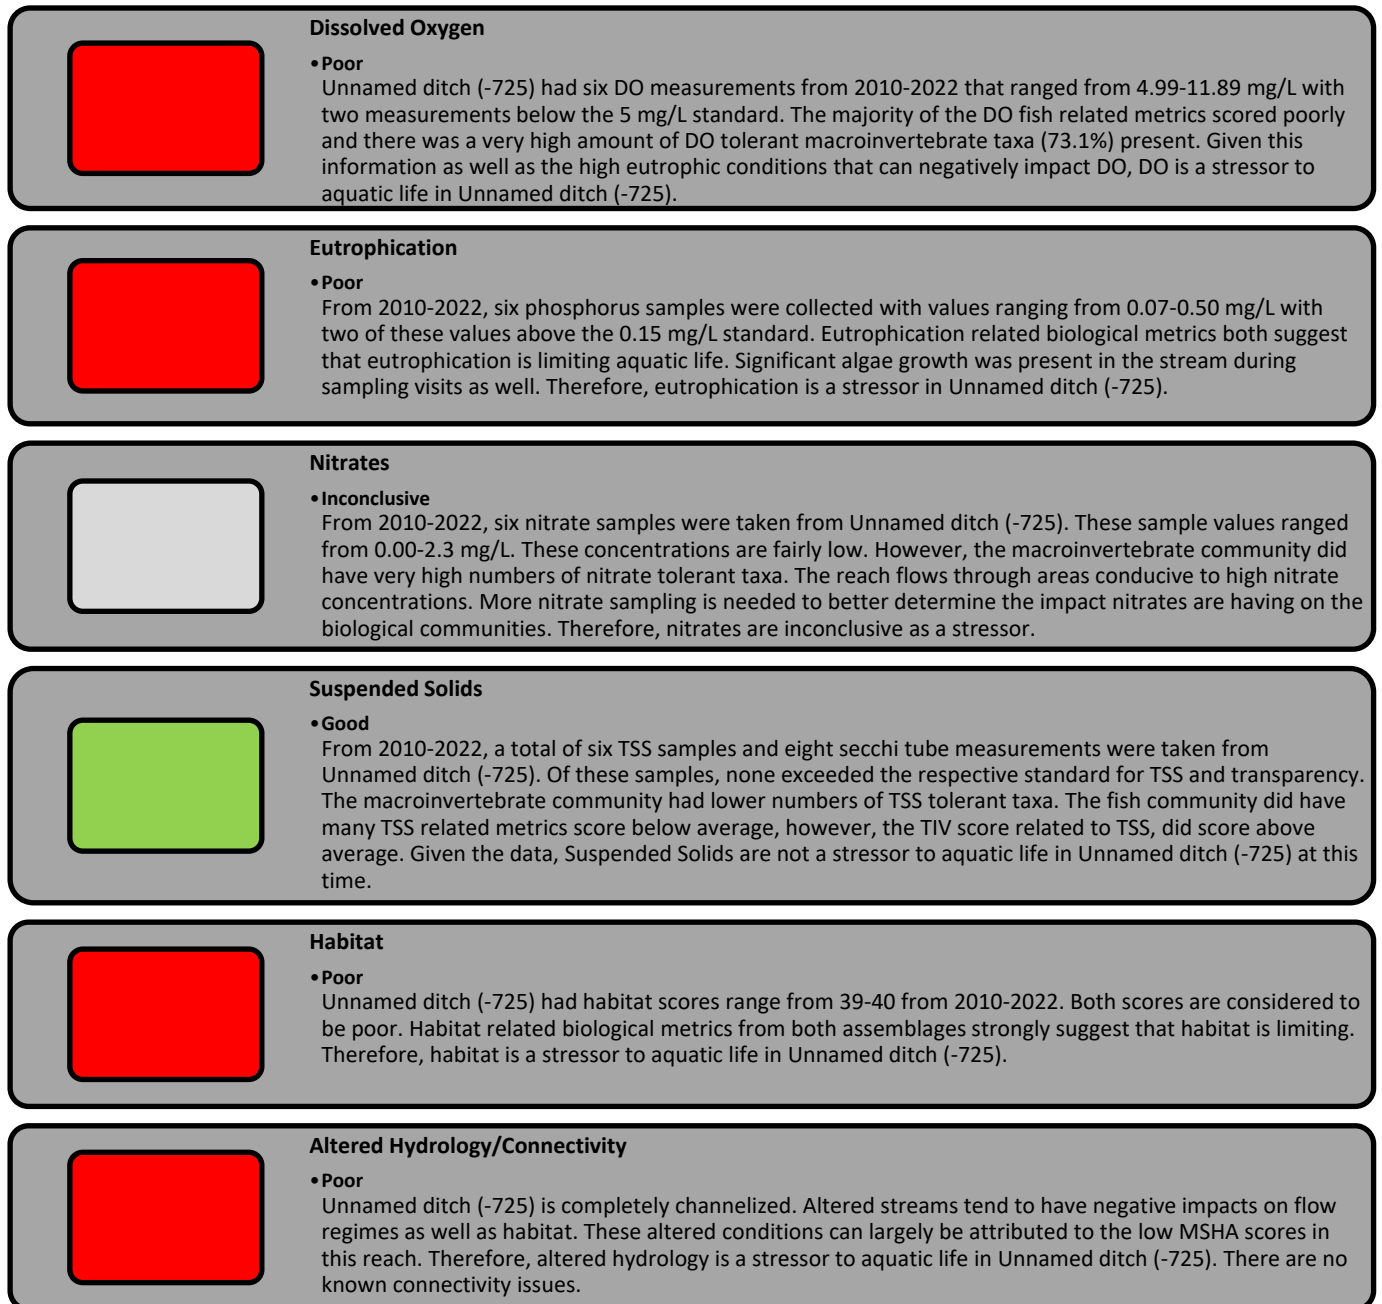 Dissolved Oxygen
•Poor
Unnamed ditch (-725) had six DO measurements from 2010-2022 that ranged from 4.99-11.89 mg/L with
two measurements below the 5 mg/L standard. The majority of the DO fish related metrics scored poorly
and there was a very high amount of DO tolerant macroinvertebrate taxa (73.1%) present. Given this
information as well as the high eutrophic conditions that can negatively impact DO, DO is a stressor to
aquatic life in Unnamed ditch (-725).
Eutrophication
•Poor
From 2010-2022, six phosphorus samples were collected with values ranging from 0.07-0.50 mg/L with
two of these values above the 0.15 mg/L standard. Eutrophication related biological metrics both suggest
that eutrophication is limiting aquatic life. Significant algae growth was present in the stream during
sampling visits as well. Therefore, eutrophication is a stressor in Unnamed ditch (-725).
Nitrates
•Inconclusive
From 2010-2022, six nitrate samples were taken from Unnamed ditch (-725). These sample values ranged
from 0.00-2.3 mg/L. These concentrations are fairly low. However, the macroinvertebrate community did
have very high numbers of nitrate tolerant taxa. The reach flows through areas conducive to high nitrate
concentrations. More nitrate sampling is needed to better determine the impact nitrates are having on the
biological communities. Therefore, nitrates are inconclusive as a stressor.
Suspended Solids
•Good
From 2010-2022, a total of six TSS samples and eight secchi tube measurements were taken from
Unnamed ditch (-725). Of these samples, none exceeded the respective standard for TSS and transparency.
The macroinvertebrate community had lower numbers of TSS tolerant taxa. The fish community did have
many TSS related metrics score below average, however, the TIV score related to TSS, did score above
average. Given the data, Suspended Solids are not a stressor to aquatic life in Unnamed ditch (-725) at this
time.
Habitat
•Poor
Unnamed ditch (-725) had habitat scores range from 39-40 from 2010-2022. Both scores are considered to
be poor. Habitat related biological metrics from both assemblages strongly suggest that habitat is limiting.
Therefore, habitat is a stressor to aquatic life in Unnamed ditch (-725).
Altered Hydrology/Connectivity
•Poor
Unnamed ditch (-725) is completely channelized. Altered streams tend to have negative impacts on flow
regimes as well as habitat. These altered conditions can largely be attributed to the low MSHA scores in
this reach. Therefore, altered hydrology is a stressor to aquatic life in Unnamed ditch (-725). There are no
known connectivity issues.